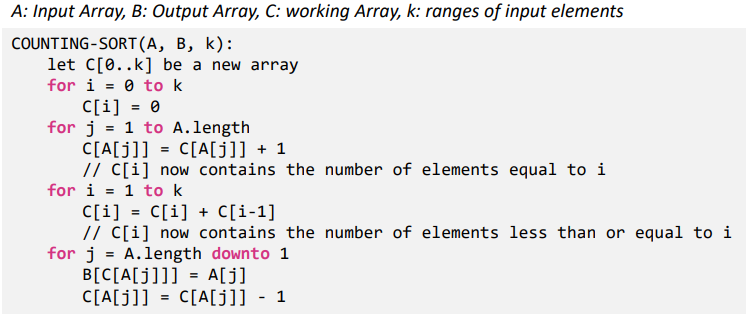 A: Input Array, B: Output Array, C: working Array, k: ranges of input elements
COUNTING-SORT(A, B, k):
    let C[0..k] be a new array
    for i = 0 to k
        C[i] = 0
    for j = 1 to A.length
        C[A[j]] = C[A[j]] + 1
        // C[i] now contains the number of elements equal to i
    for i = 1 to k
        C[i] = C[i] + C[i-1]
        // C[i] now contains the number of elements less than or equal to i
    for j = A.length downto 1
        B[C[A[j]]] = A[j]
        C[A[j]] = C[A[j]] - 1